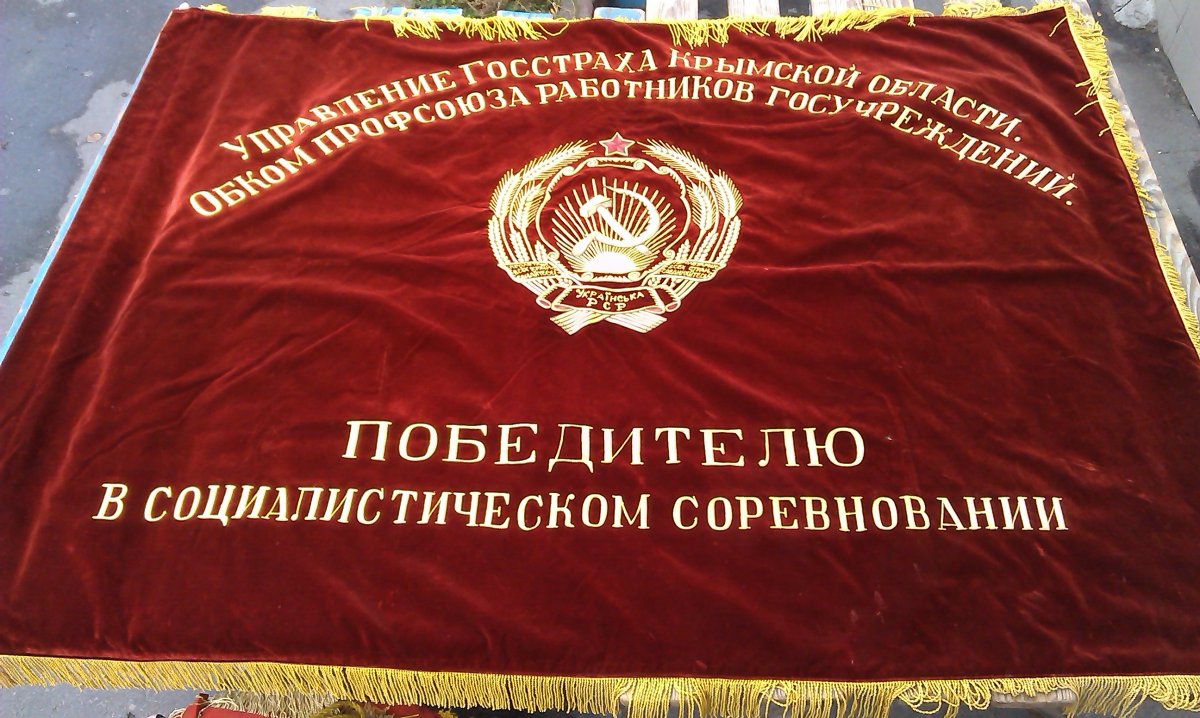 Управление Госстраха Крымской области.
Обком профсоюза работников госучреждений.
Українська
РСР
ПОБЕДИТЕЛЮ
В СОЦИАЛИСТИЧЕСКОМ СОРЕВНОВАНИИ